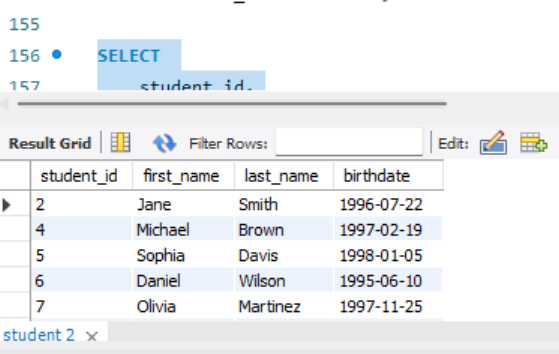 155
156 SELECT
157 student_id,
Result Grid Filter Rows: Edit:
student_id first_name last_name birthdate
2 Jane Smith 1996-07-22
4 Michael Brown 1997-02-19
5 Sophia Davis 1998-01-05
6 Daniel Wilson 1995-06-10
7 Olivia Martinez 1997-11-25
student 2